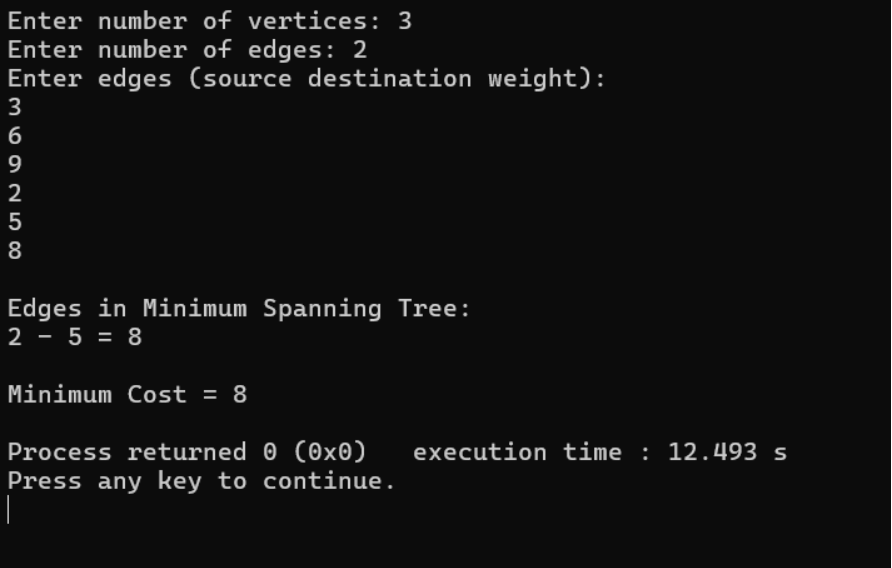 Enter number of vertices: 3
Enter number of edges: 2
Enter edges (source destination weight):
3
6
9
2
5
8
Edges in Minimum Spanning Tree:
2 - 5 = 8
Minimum Cost = 8
Process returned 0 (0x0)   execution time : 12.493 s
Press any key to continue.